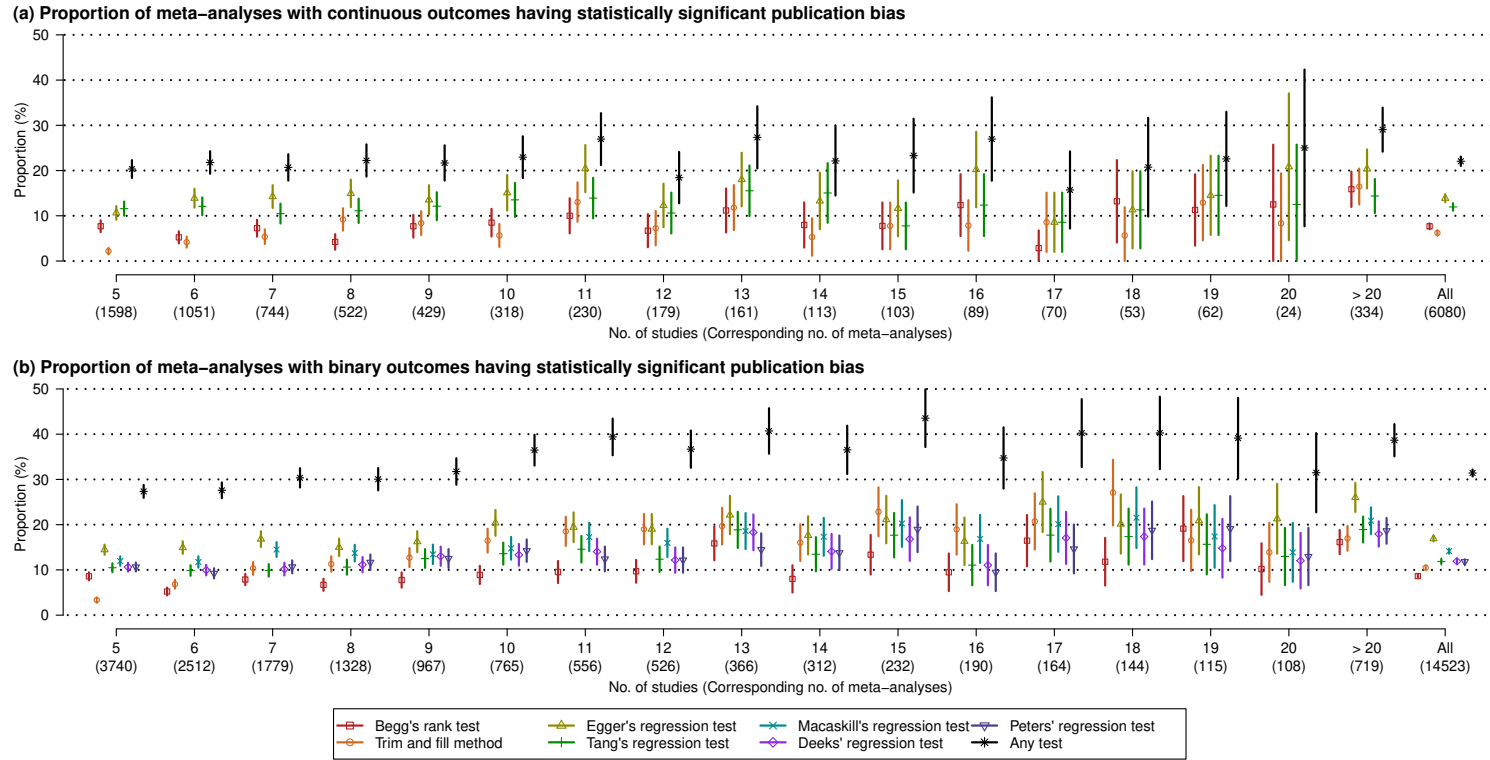 (a) Proportion of meta−analyses with continuous outcomes having statistically significant publication bias
50
40
30
20
10
0
Proportion (%)
5 6 7 8 9 10 11 12 13 14 15 16 17 18 19 20 > 20 All
(1598) (1051) (744) (522) (429) (318) (230) (179) (161) (113) (103) (89) (70) (53) (62) (24) (334) (6080)
No. of studies (Corresponding no. of meta−analyses)
(b) Proportion of meta−analyses with binary outcomes having statistically significant publication bias
50
40
30
20
10
0
Proportion (%)
5 6 7 8 9 10 11 12 13 14 15 16 17 18 19 20 > 20 All
(3740) (2512) (1779) (1328) (967) (765) (556) (526) (366) (312) (232) (190) (164) (144) (115) (108) (719) (14523)
No. of studies (Corresponding no. of meta−analyses)
Begg's rank test Egger's regression test Macaskill's regression test Peters' regression test
Trim and fill method Tang's regression test Deeks' regression test Any test